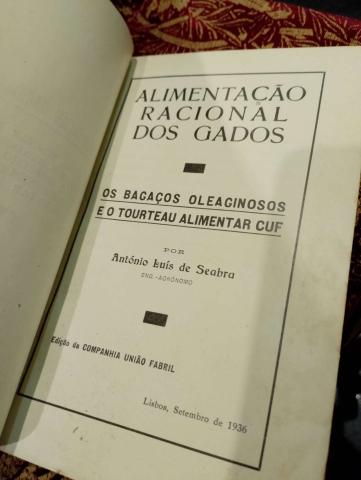 ALIMENTAÇÃO
RACIONAL
DOS GADOS
OS BAGAÇOS OLEAGINOSOS
E O TOURTEAU ALIMENTAR CUF
POR
António Luís de Seabra
ENG.-AGRÓNOMO
Edição da COMPANHIA UNIÃO FABRIL
Lisboa, Setembro de 1936